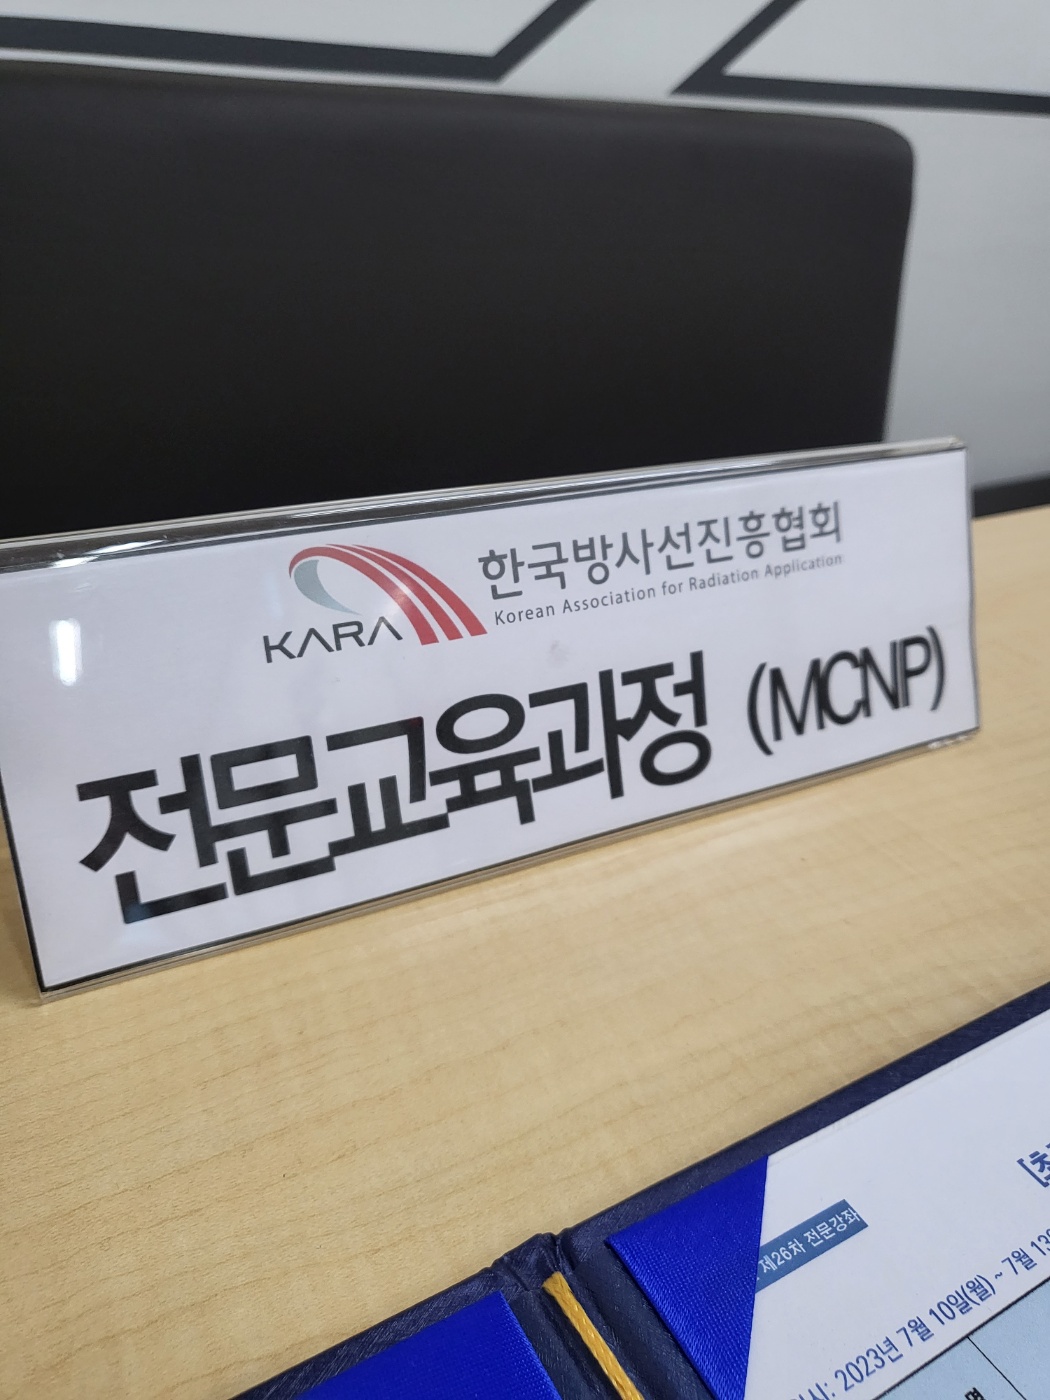 KARA
한국방사선진흥협회
Korean Association for Radiation Application
전문교육과정 (MCNP)
제26차 전문강좌
2023년 7월 10일(월) ~ 7월 13